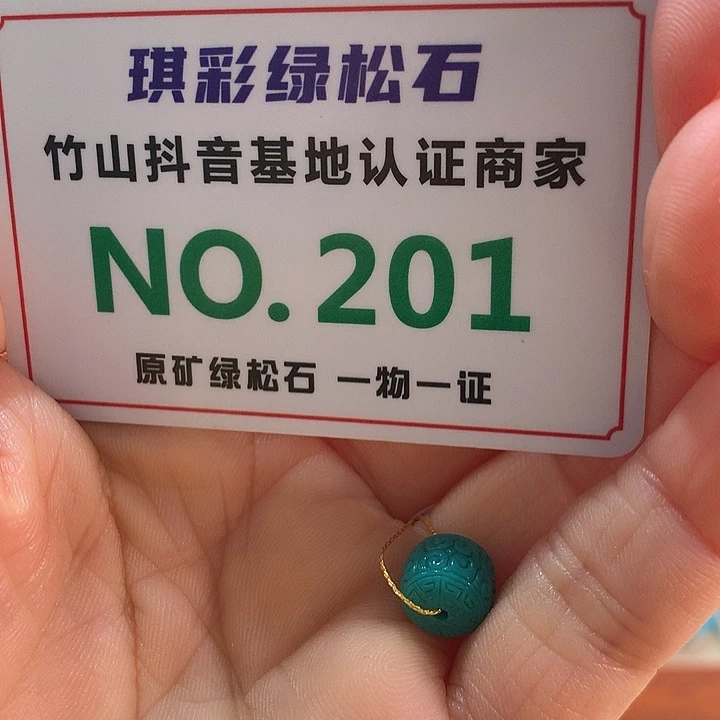 琪彩绿松石
竹山抖音基地认证商家
NO.201
原矿绿松石 一物一证